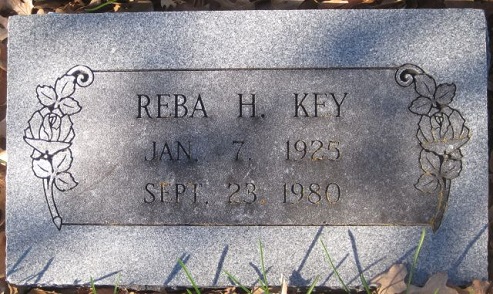 REBA H. KEY
JAN. 7, 1925
SEPT. 23, 1980